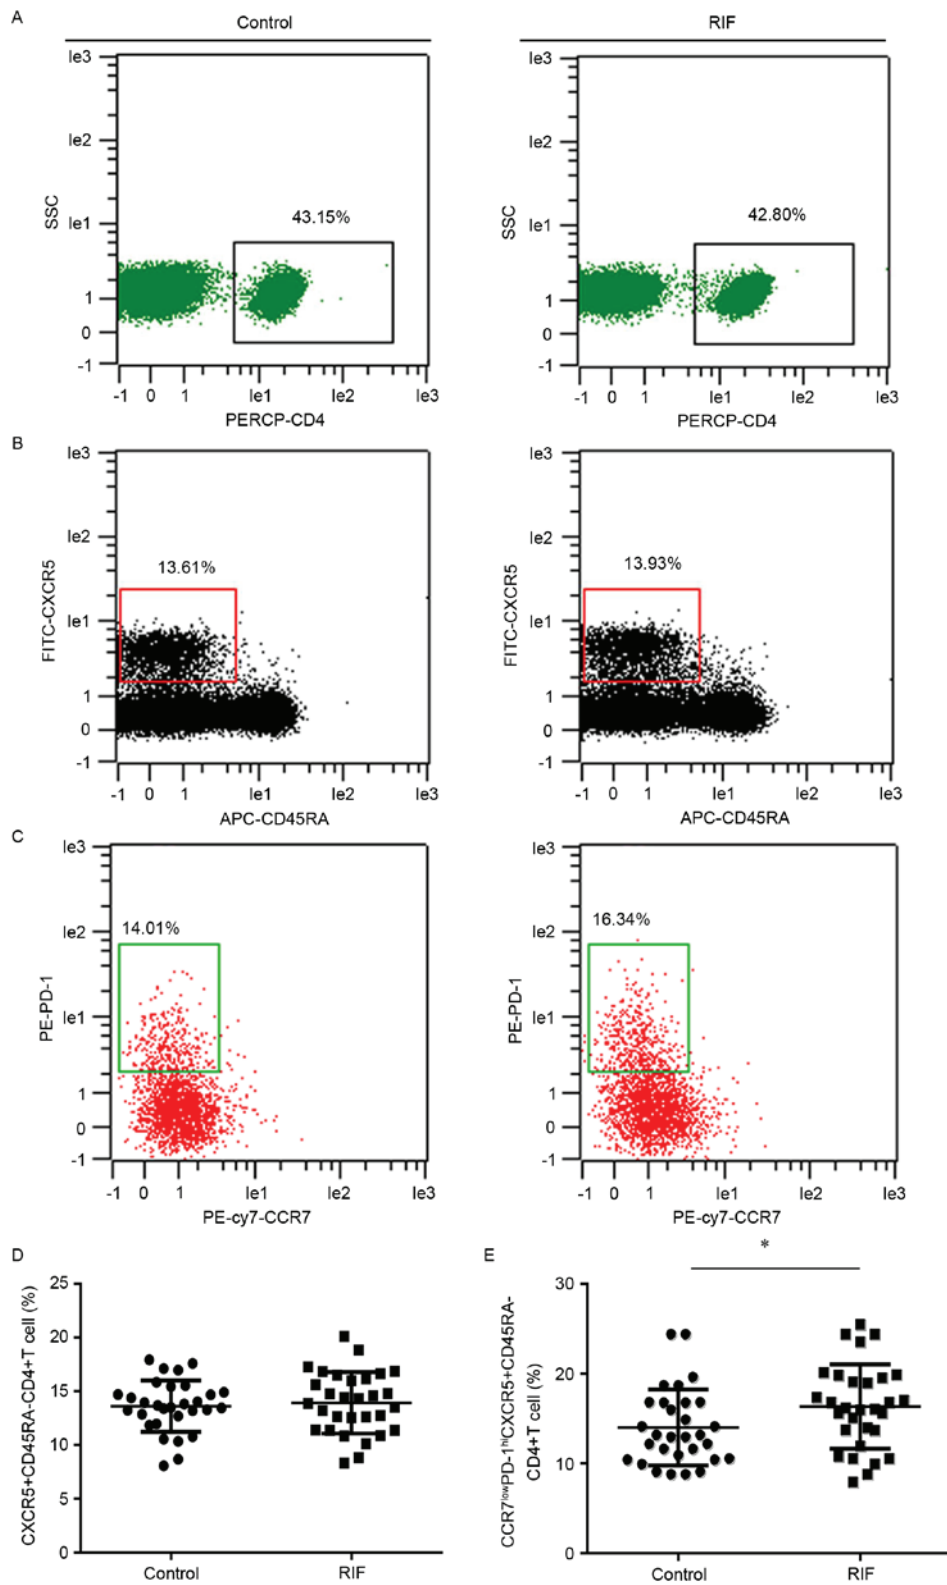 A
Control
RIF
le3
le2
le1
1
0
-1
SSC
43.15%
-1 0 1 le1 le2 le3
PERCP-CD4
le3
le2
le1
1
0
-1
SSC
42.80%
-1 0 1 le1 le2 le3
PERCP-CD4
B
le3
le2
le1
1
0
-1
FITC-CXCR5
13.61%
-1 0 1 le1 le2 le3
APC-CD45RA
le3
le2
le1
1
0
-1
FITC-CXCR5
13.93%
-1 0 1 le1 le2 le3
APC-CD45RA
C
le3
le2
le1
1
0
-1
PE-PD-1
14.01%
-1 0 1 le1 le2 le3
PE-cy7-CCR7
le3
le2
le1
1
0
-1
PE-PD-1
16.34%
-1 0 1 le1 le2 le3
PE-cy7-CCR7
D
25
20
15
10
5
0
CXCR5+CD45RA-CD4+T cell (%)
Control RIF
E
*
30
20
10
0
CCR7lowPD-1hiCXCR5+CD45RA-
CD4+T cell (%)
Control RIF